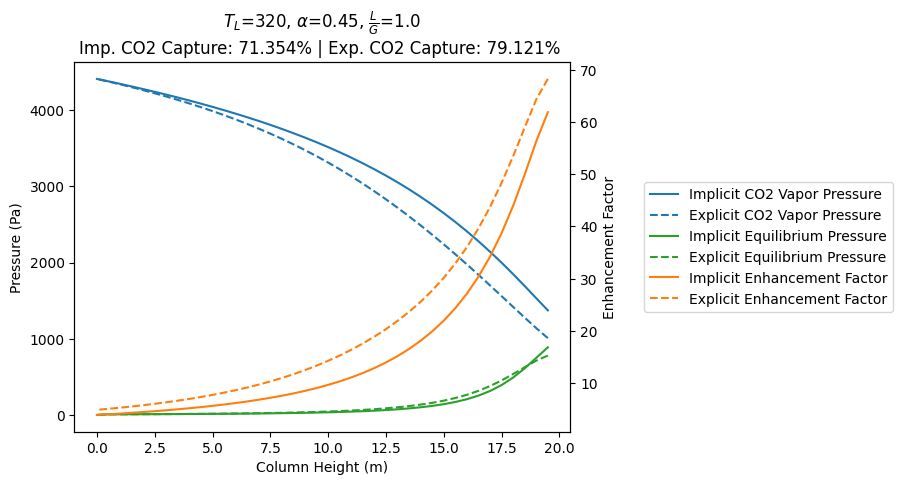 T_L=320, α=0.45, L/G=1.0
Imp. CO2 Capture: 71.354% | Exp. CO2 Capture: 79.121%
4000
3000
2000
1000
0
Pressure (Pa)
0.0 2.5 5.0 7.5 10.0 12.5 15.0 17.5 20.0
Column Height (m)
70
60
50
40
30
20
10
Enhancement Factor
Implicit CO2 Vapor Pressure
Explicit CO2 Vapor Pressure
Implicit Equilibrium Pressure
Explicit Equilibrium Pressure
Implicit Enhancement Factor
Explicit Enhancement Factor